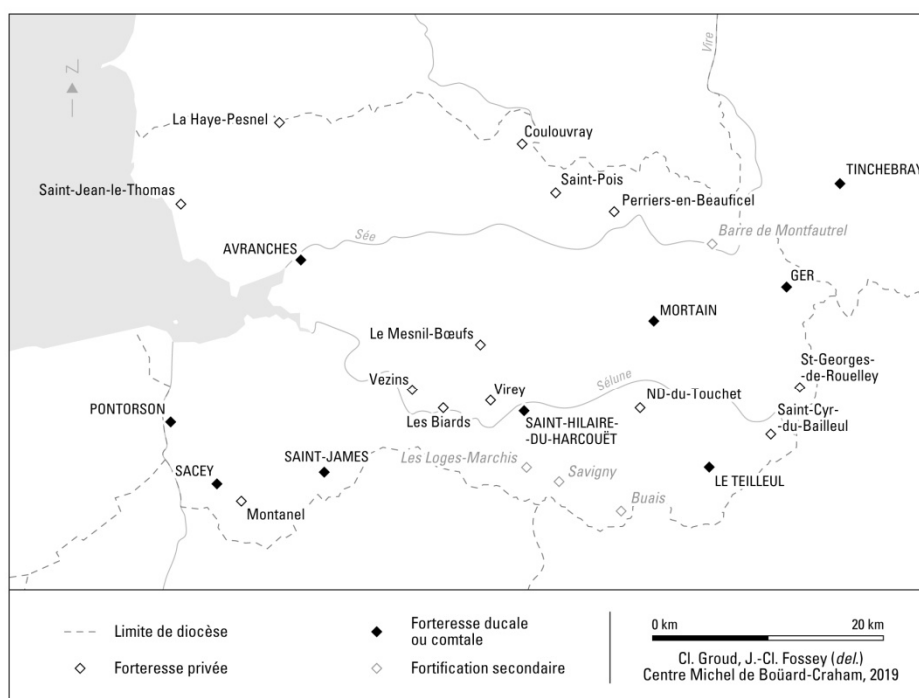 N
Vire
La Haye-Pesnel
Coulouvray
TINCHEBRAY
Saint-Pois
Saint-Jean-le-Thomas
Perriers-en-Beauficel
Sée
Barre de Montfautrel
AVRANCHES
GER
MORTAIN
Le Mesnil-Bœufs
St-Georges-
-de-Rouelley
Sélune
Vezins
Virey
ND-du-Touchet
PONTORSON
Les Biards
SAINT-HILAIRE-
-DU-HARCOUËT
Saint-Cyr-
-du-Bailleul
Les Loges-Marchis
SAINT-JAMES
SACEY
Savigny
LE TEILLEUL
Montanel
Buais
Limite de diocèse
Forteresse privée
Forteresse ducale
ou comtale
Fortification secondaire
0 km 20 km
Cl. Groud, J.-Cl. Fossey (del.)
Centre Michel de Boüard-Craham, 2019